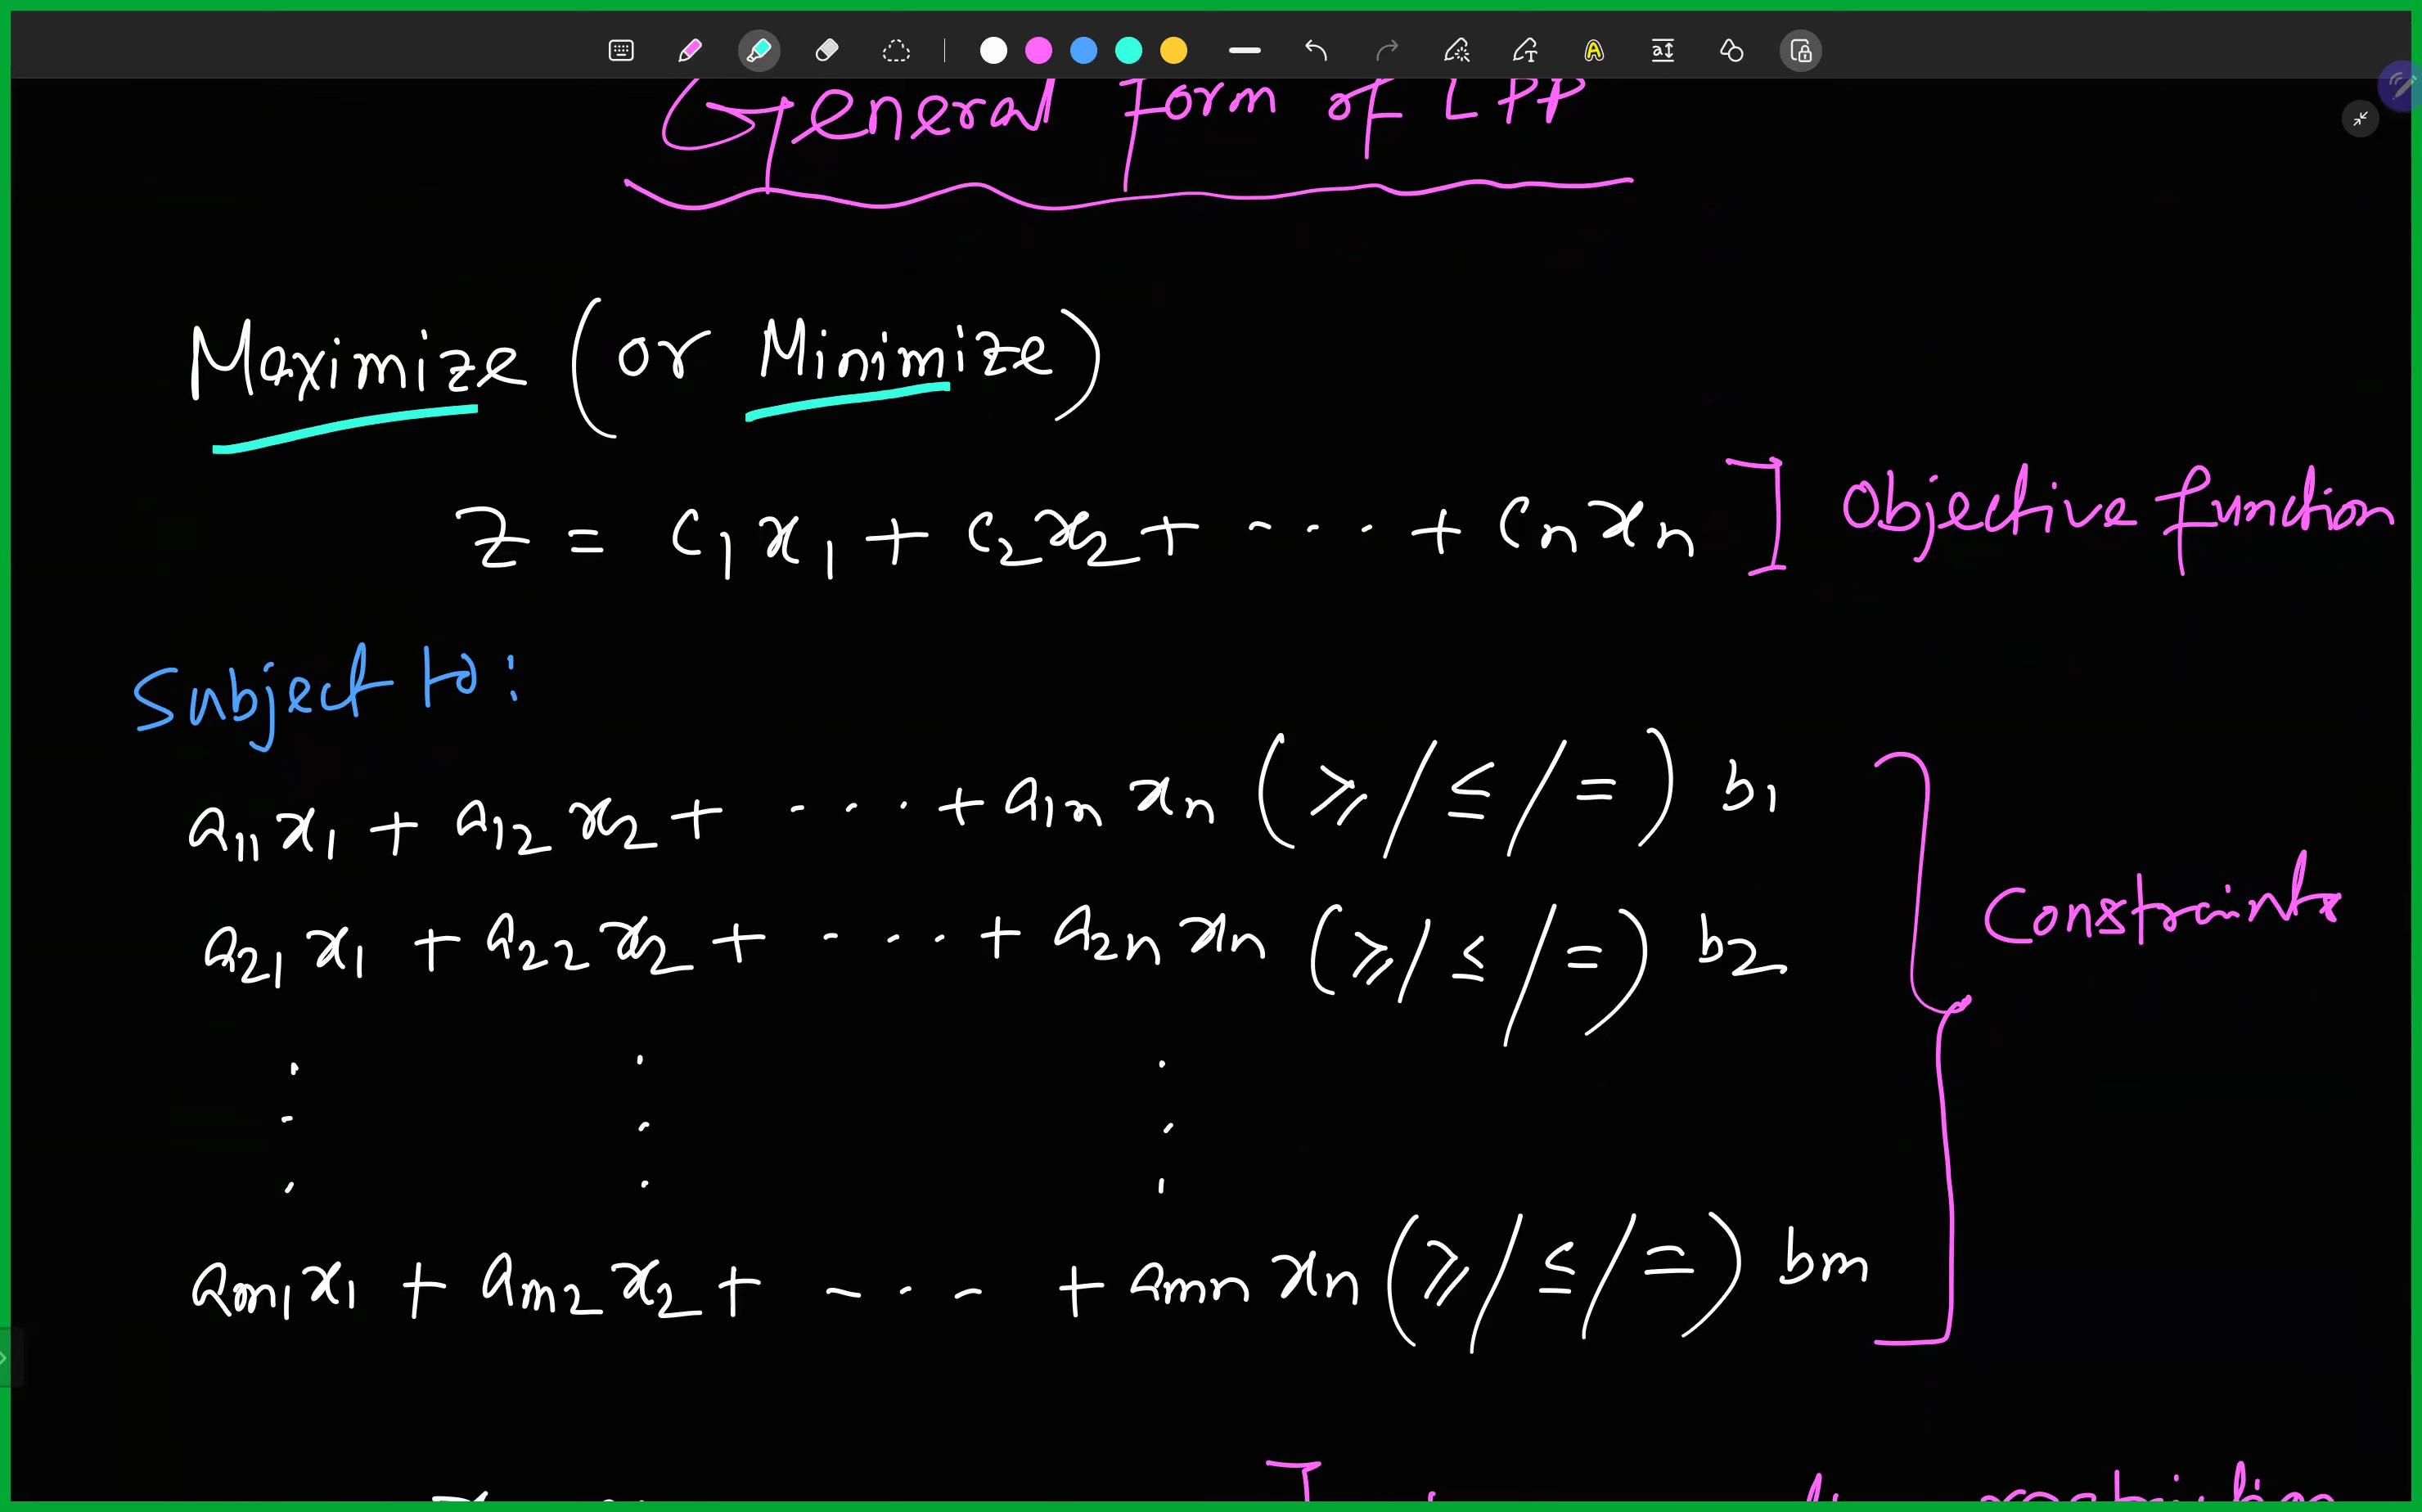 General form of LPP
Maximize (or Minimize)
Z = c₁x₁ + c₂x₂ + ---- + cₙxₙ ] Objective function
Subject to:
a₁₁x₁ + a₁₂x₂ + ---- + a₁ₙxₙ (≥/≤/=) b₁
a₂₁x₁ + a₂₂x₂ + ---- + a₂ₙxₙ (≥/≤/=) b₂
Constraints
aₘ₁x₁ + aₘ₂x₂ + ---- + aₘₙxₙ (≥/≤/=) bₘ